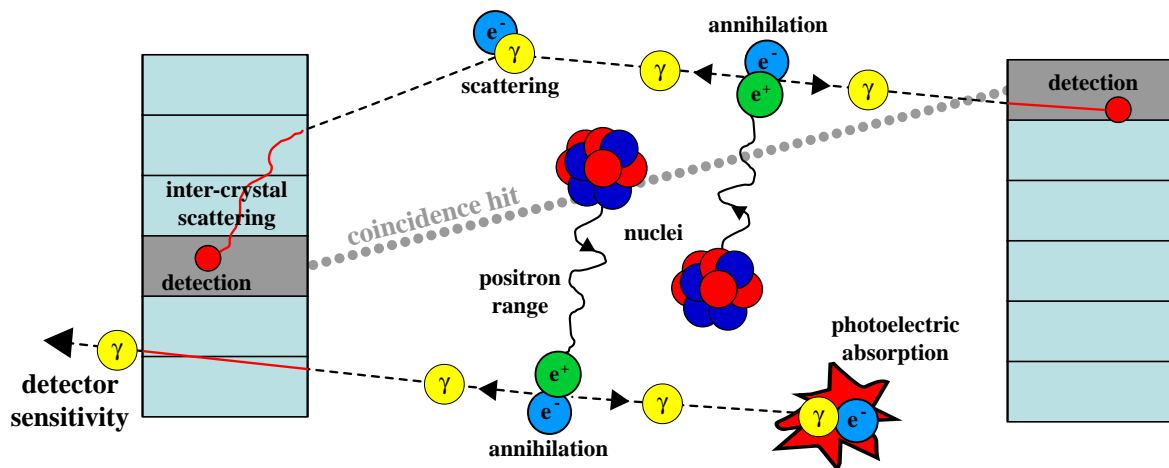 annihilation
e⁻
γ
scattering
γ
e⁻
e⁺
γ
detection
inter-crystal
scattering
coincidence hit
nuclei
detection
positron
range
photoelectric
absorption
γ
detector
sensitivity
γ
e⁺
e⁻
γ
γ
e⁻
annihilation